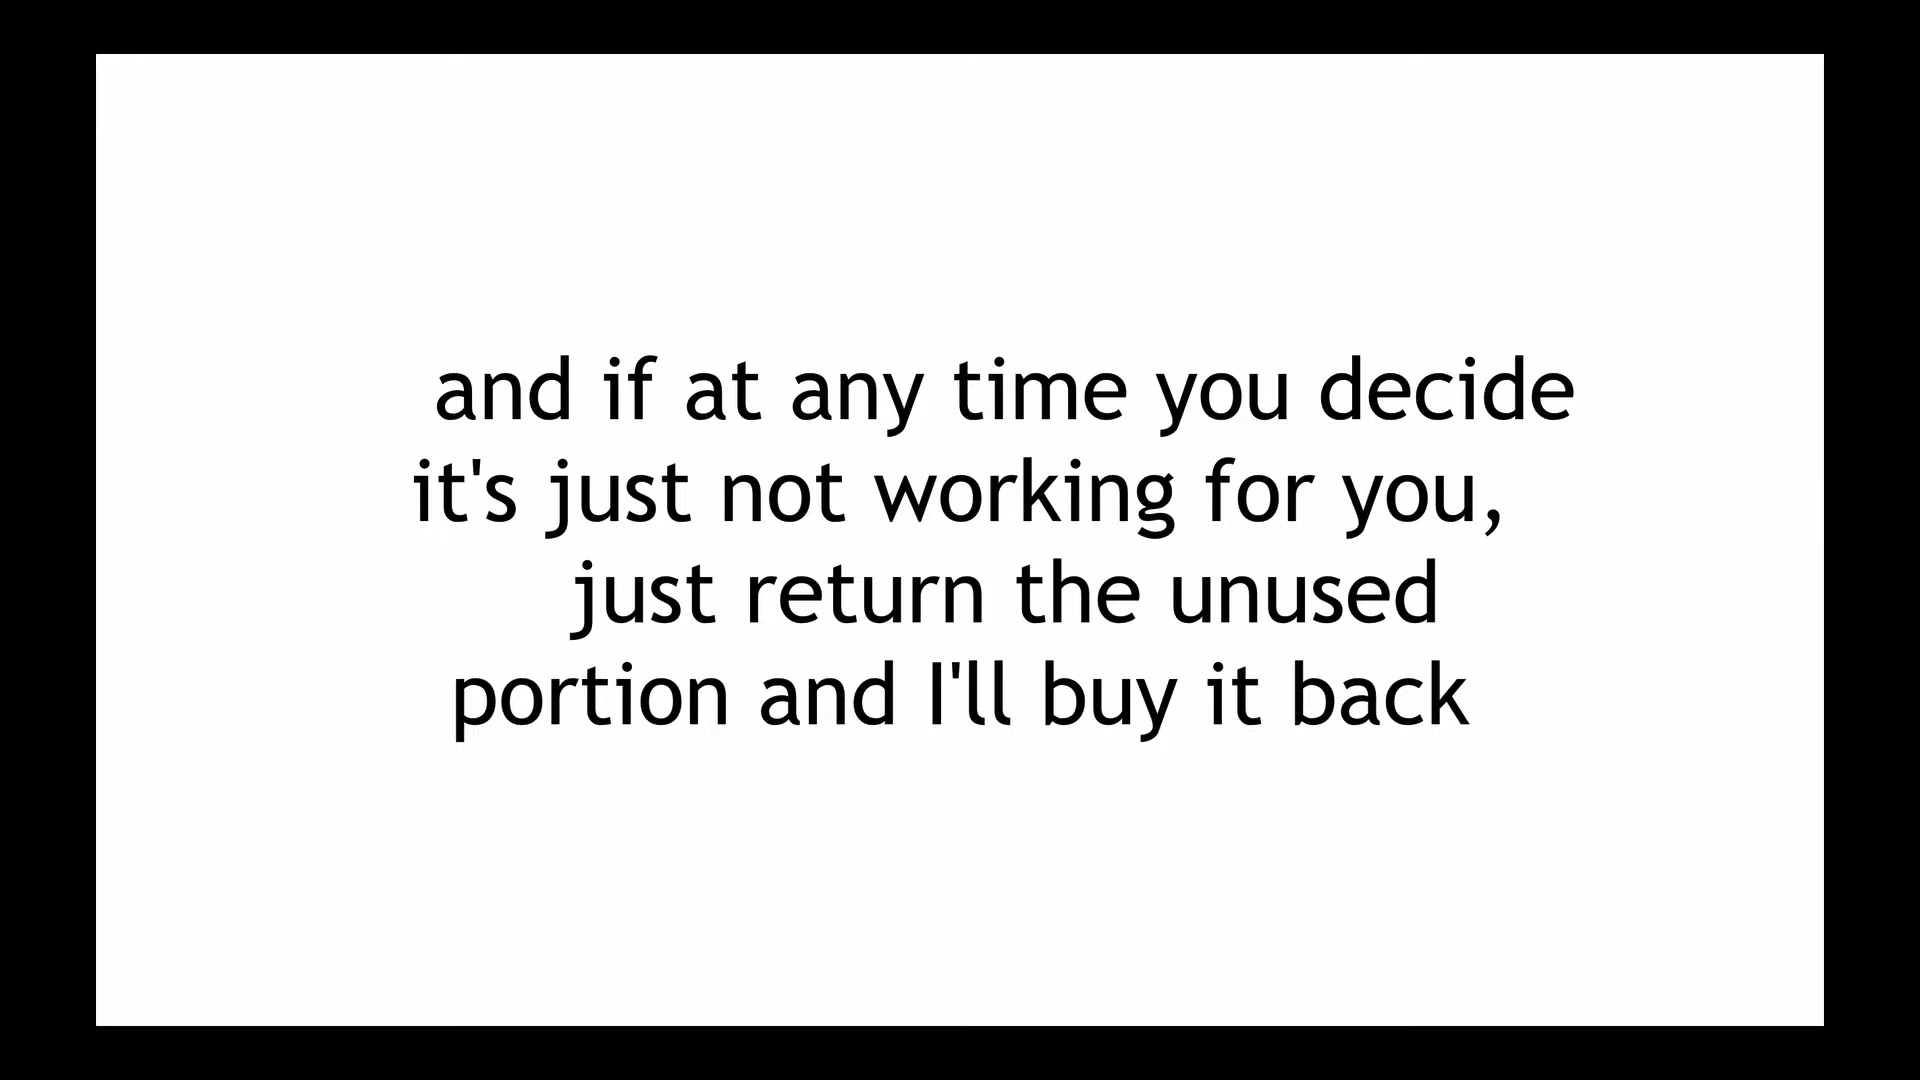 and if at any time you decide
it's just not working for you,
just return the unused
portion and I'll buy it back